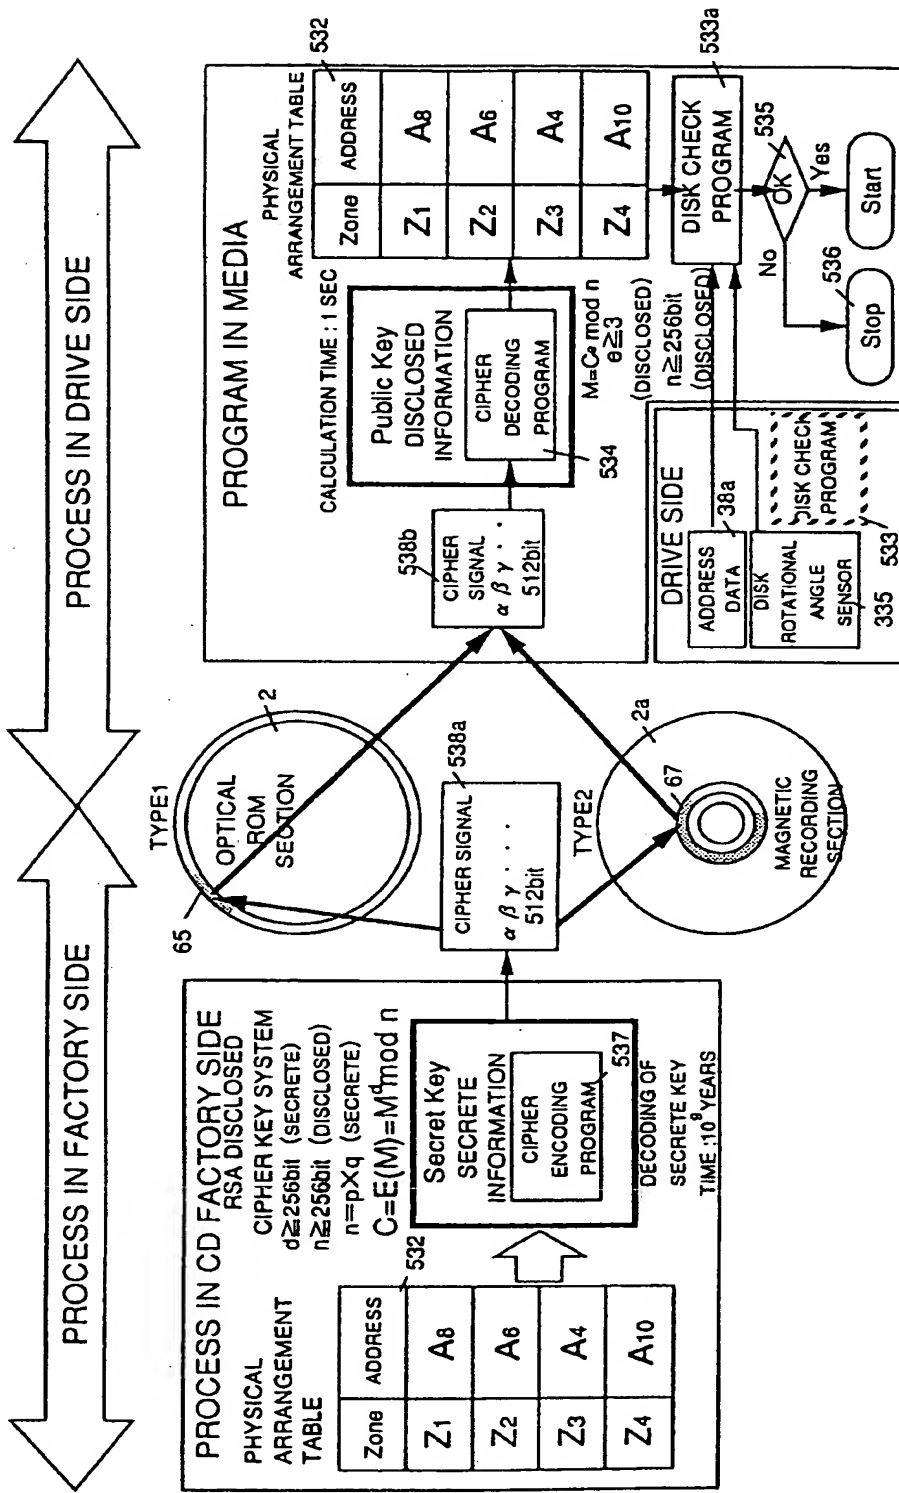 PROCESS IN FACTORY SIDE
PROCESS IN DRIVE SIDE
PROCESS IN CD FACTORY SIDE
RSA DISCLOSED
CIPHER KEY SYSTEM
d≧256bit (SECRETE)
n≧256bit (DISCLOSED)
n=p×q (SECRETE)
C=E(M)=M^d mod n
PHYSICAL
ARRANGEMENT
TABLE
532
Zone ADDRESS
Z1 A8
Z2 A6
Z3 A4
Z4 A10
Secret Key
SECRETE
INFORMATION
CIPHER
ENCODING
PROGRAM
537
DECODING OF
SECRETE KEY
TIME :10^9 YEARS
TYPE1
2
65
OPTICAL
ROM
SECTION
538a
CIPHER SIGNAL
α β γ · · ·
512bit
TYPE2
2a
67
MAGNETIC
RECORDING
SECTION
PROGRAM IN MEDIA
538b
CIPHER
SIGNAL
α β γ · ·
512bit
CALCULATION TIME : 1 SEC
Public Key
DISCLOSED
INFORMATION
CIPHER
DECODING
PROGRAM
534
M=C^e mod n
e≧3
(DISCLOSED)
n≧256bit
(DISCLOSED)
PHYSICAL
ARRANGEMENT TABLE
532
Zone ADDRESS
Z1 A8
Z2 A6
Z3 A4
Z4 A10
DISK CHECK
PROGRAM
533a
OK
535
No
Yes
536
Stop
Start
DRIVE SIDE
38a
ADDRESS
DATA
DISK
ROTATIONAL
ANGLE
SENSOR
335
DISK CHECK
PROGRAM
533